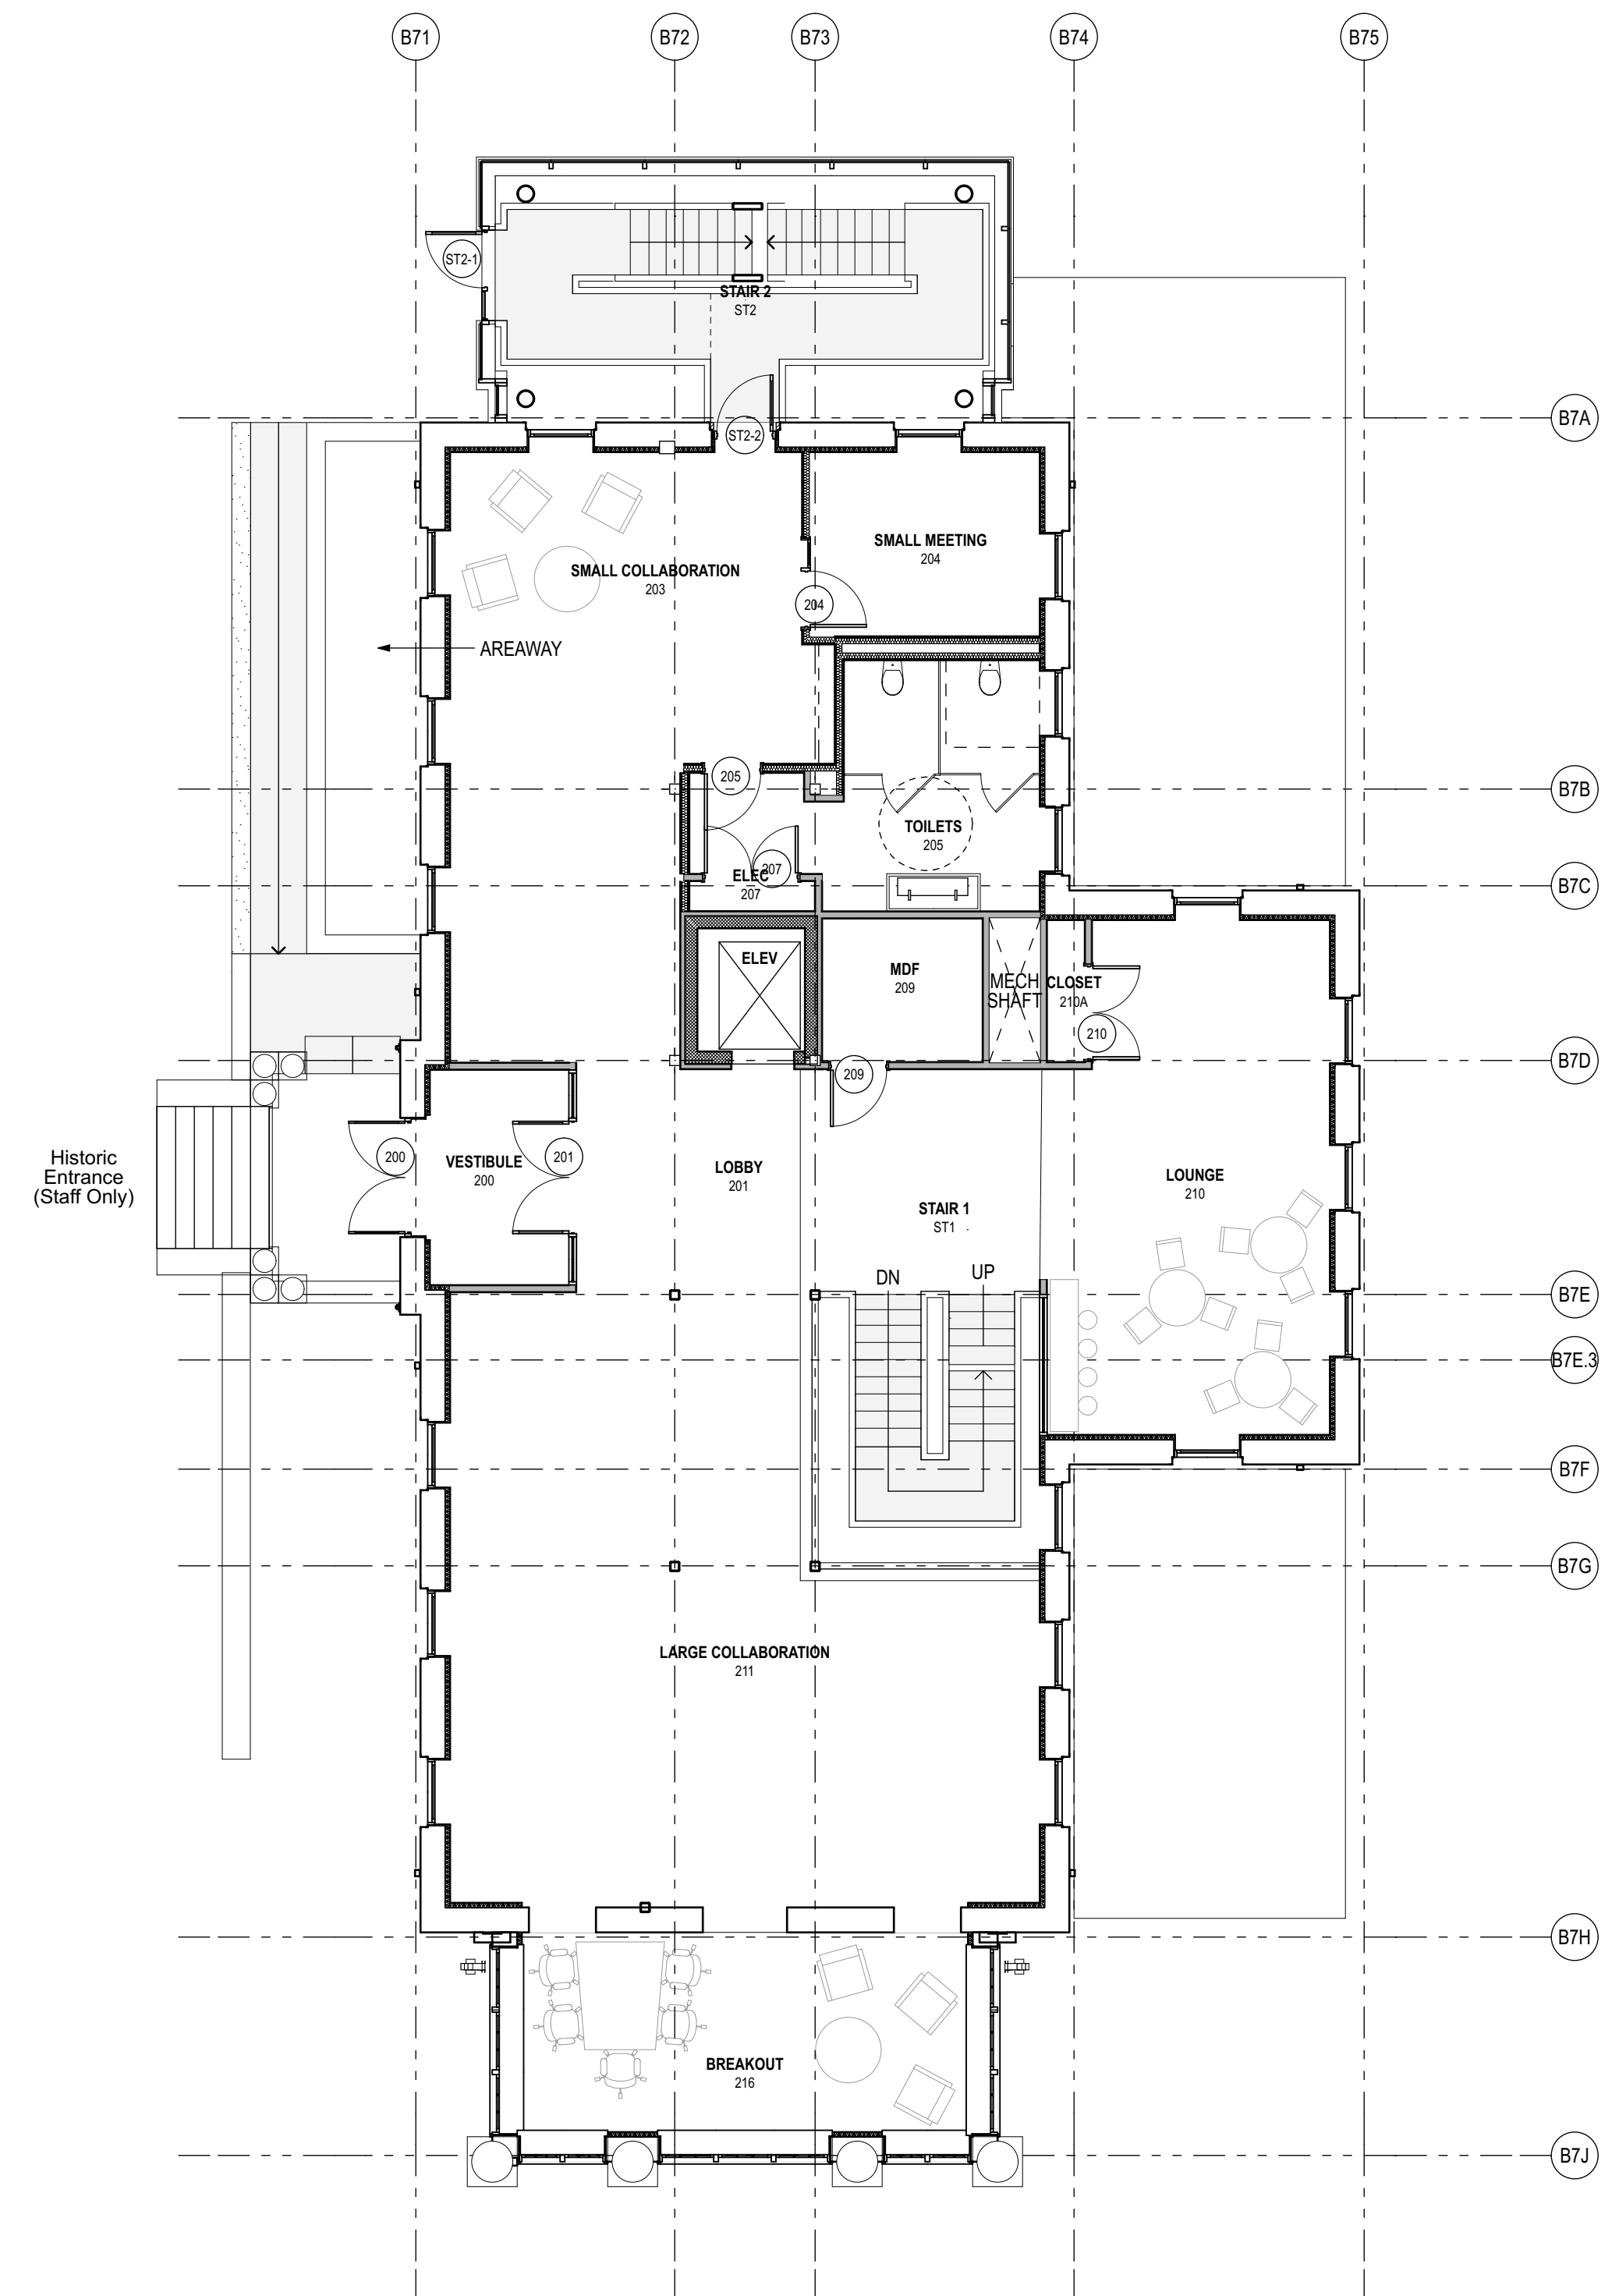 B71
B72
B73
B74
B75
ST2-1
STAIR 2
ST2
B7A
ST2-2
SMALL MEETING
204
SMALL COLLABORATION
203
204
AREAWAY
205
B7B
TOILETS
205
207
ELEC
207
B7C
ELEV
MDF
209
MECH
SHAFT
CLOSET
210A
210
B7D
209
Historic
Entrance
(Staff Only)
200
VESTIBULE
200
201
LOBBY
201
LOUNGE
210
STAIR 1
ST1
DN
UP
B7E
B7E.3
B7F
B7G
LARGE COLLABORATION
211
B7H
BREAKOUT
216
B7J